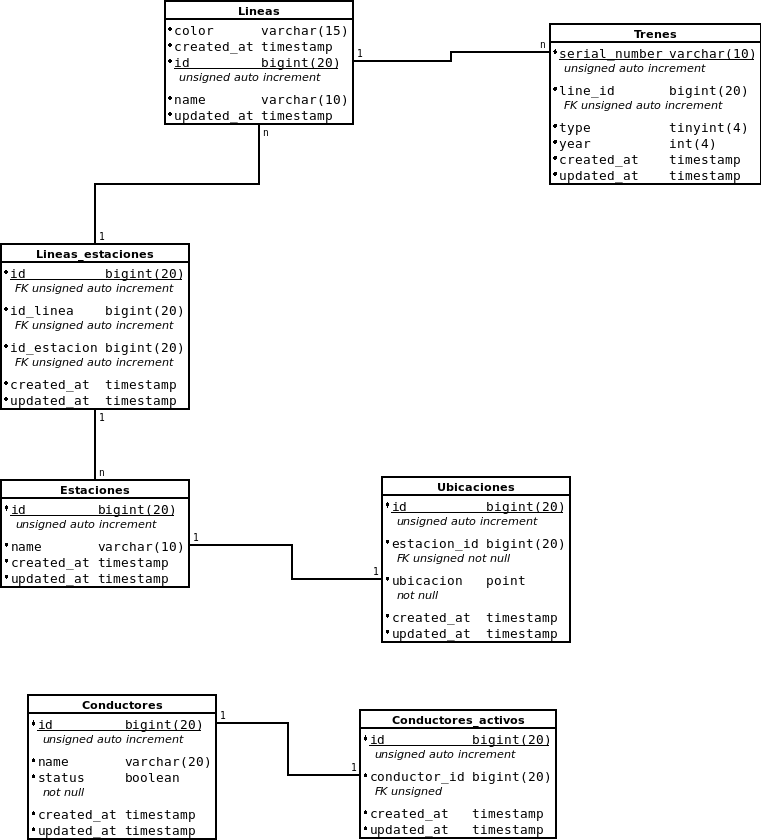 Lineas
color varchar(15)
created_at timestamp
id bigint(20)
unsigned auto increment
name varchar(10)
updated_at timestamp
1
n
n
1
Trenes
serial_number varchar(10)
unsigned auto increment
line_id bigint(20)
FK unsigned auto increment
type tinyint(4)
year int(4)
created_at timestamp
updated_at timestamp
Lineas_estaciones
id bigint(20)
FK unsigned auto increment
id_linea bigint(20)
FK unsigned auto increment
id_estacion bigint(20)
FK unsigned auto increment
created_at timestamp
updated_at timestamp
1
n
Estaciones
id bigint(20)
unsigned auto increment
name varchar(10)
created_at timestamp
updated_at timestamp
1
1
Ubicaciones
id bigint(20)
unsigned auto increment
estacion_id bigint(20)
FK unsigned not null
ubicacion point
not null
created_at timestamp
updated_at timestamp
Conductores
id bigint(20)
unsigned auto increment
name varchar(20)
status boolean
not null
created_at timestamp
updated_at timestamp
1
1
Conductores_activos
id bigint(20)
unsigned auto increment
conductor_id bigint(20)
FK unsigned
created_at timestamp
updated_at timestamp